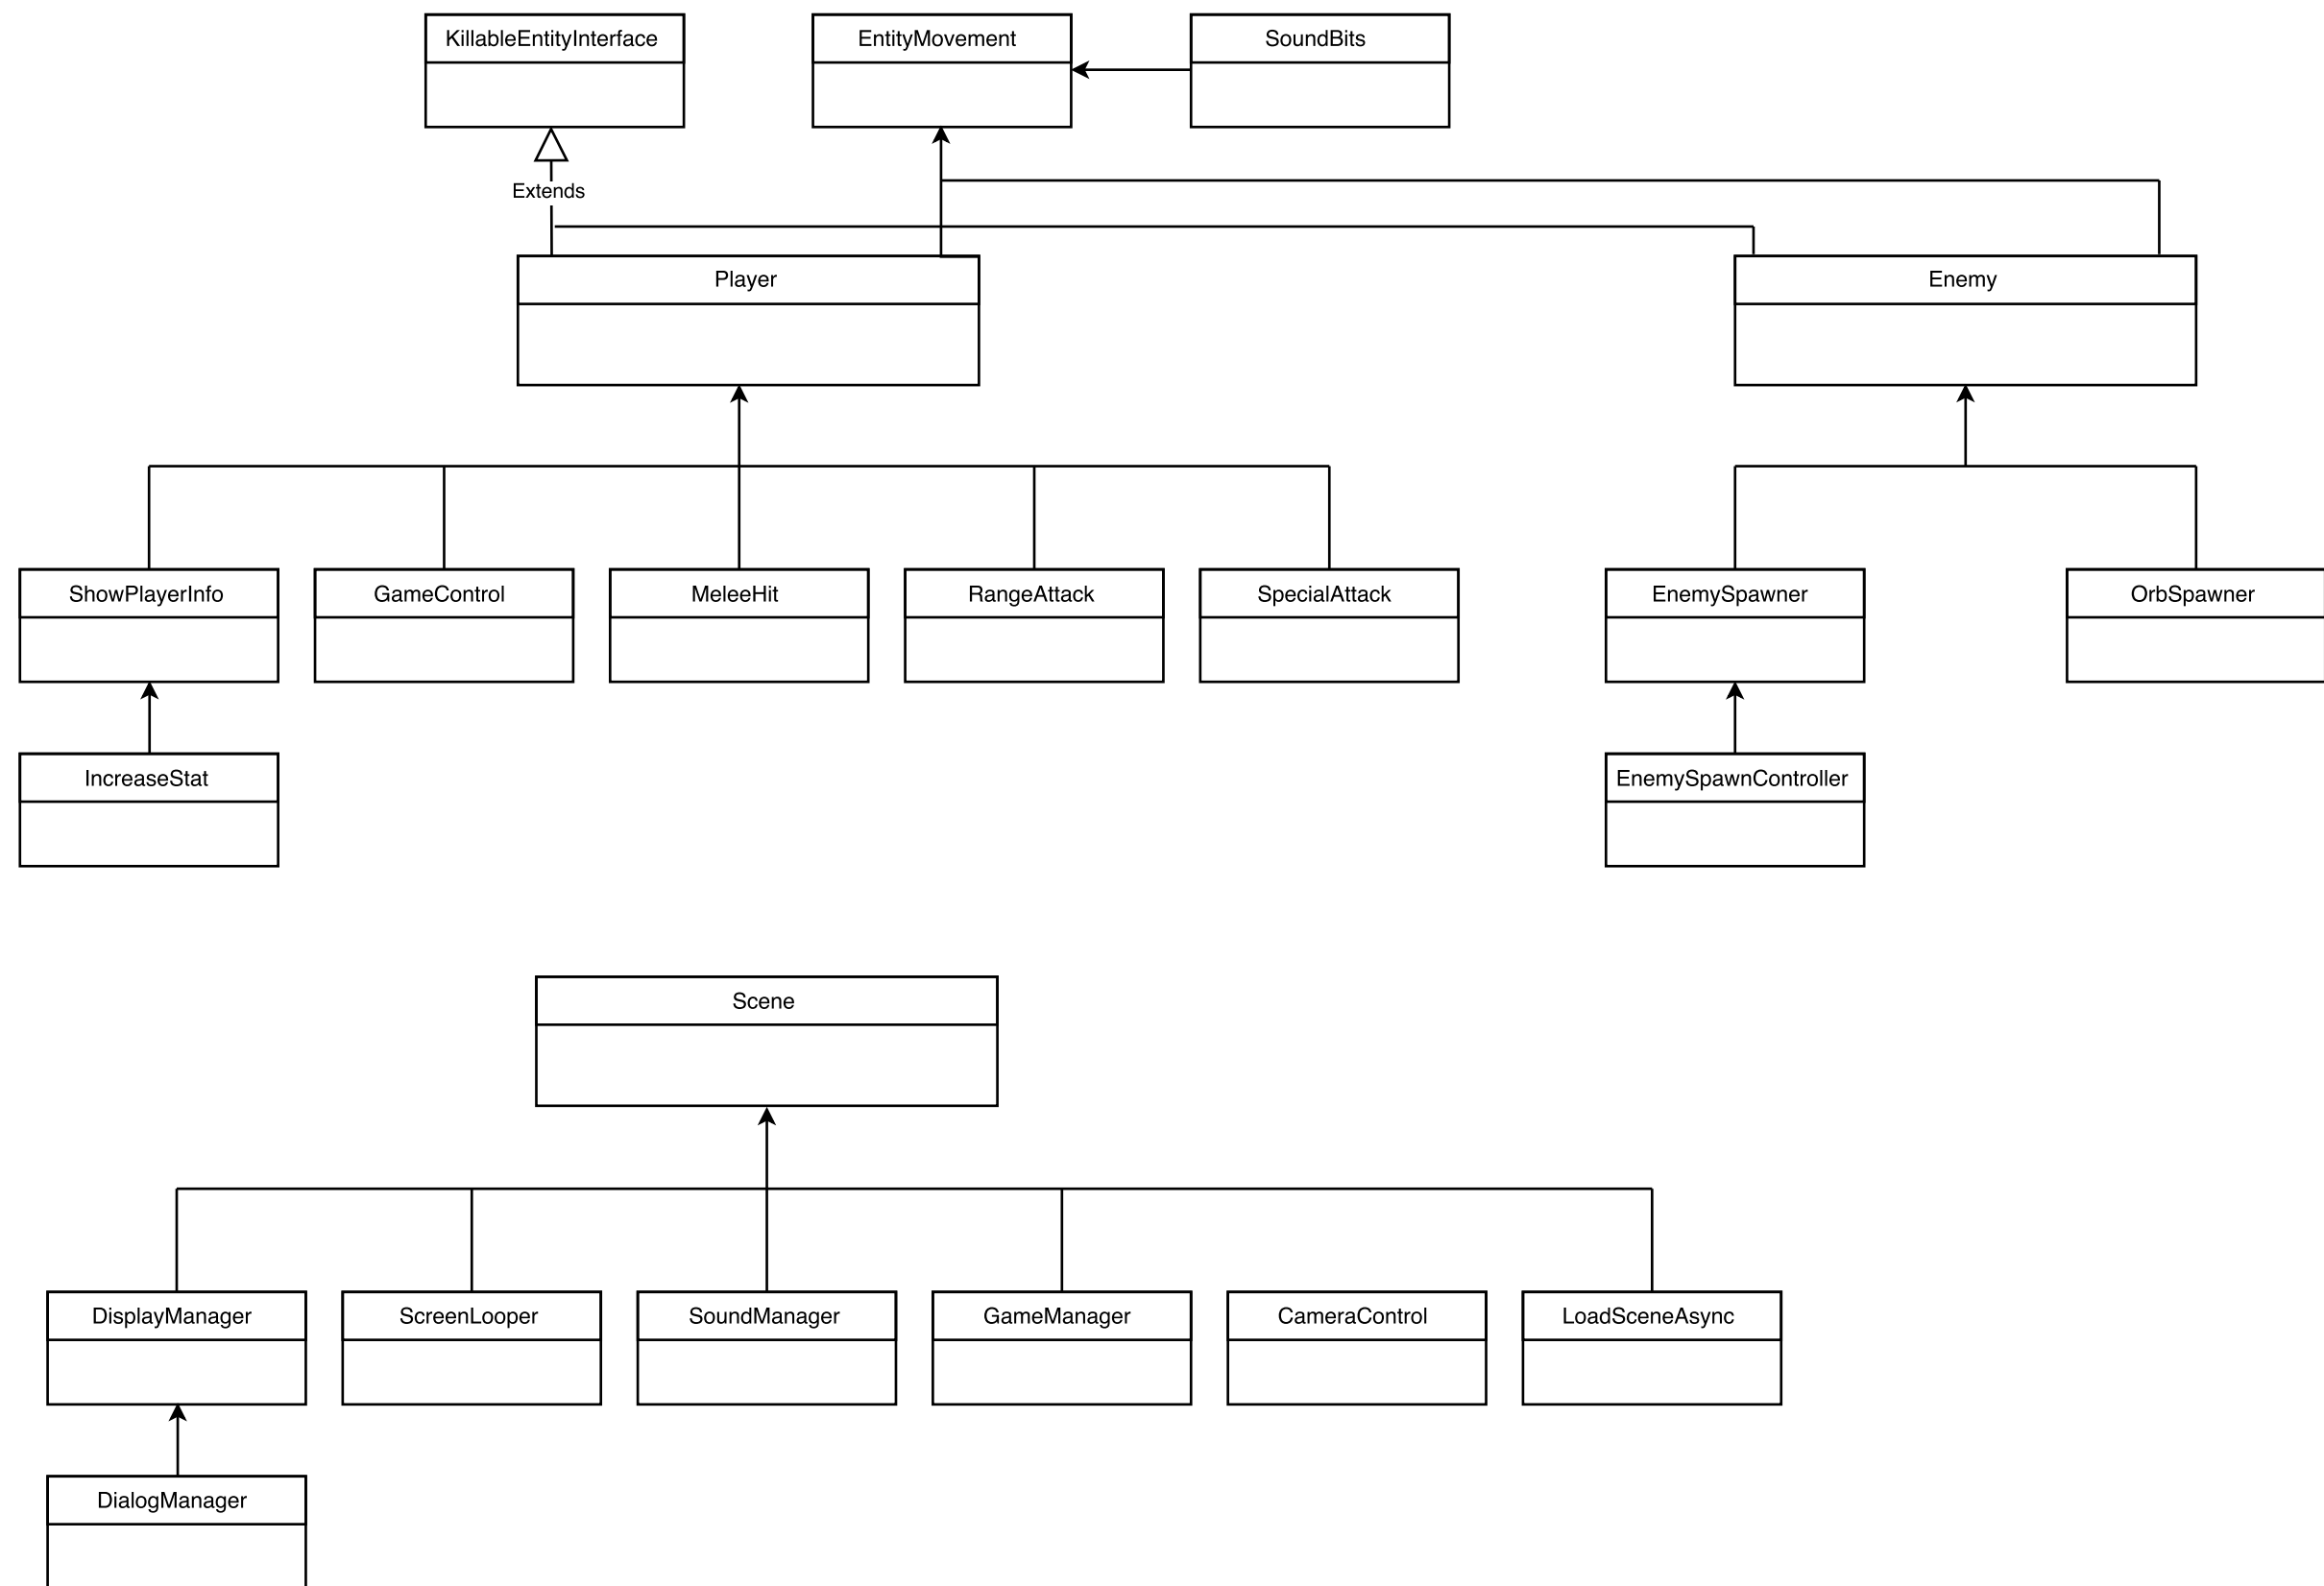 KillableEntityInterface
EntityMovement
SoundBits
Extends
Player
Enemy
ShowPlayerInfo
GameControl
MeleeHit
RangeAttack
SpecialAttack
EnemySpawner
OrbSpawner
IncreaseStat
EnemySpawnController
Scene
DisplayManager
ScreenLooper
SoundManager
GameManager
CameraControl
LoadSceneAsync
DialogManager